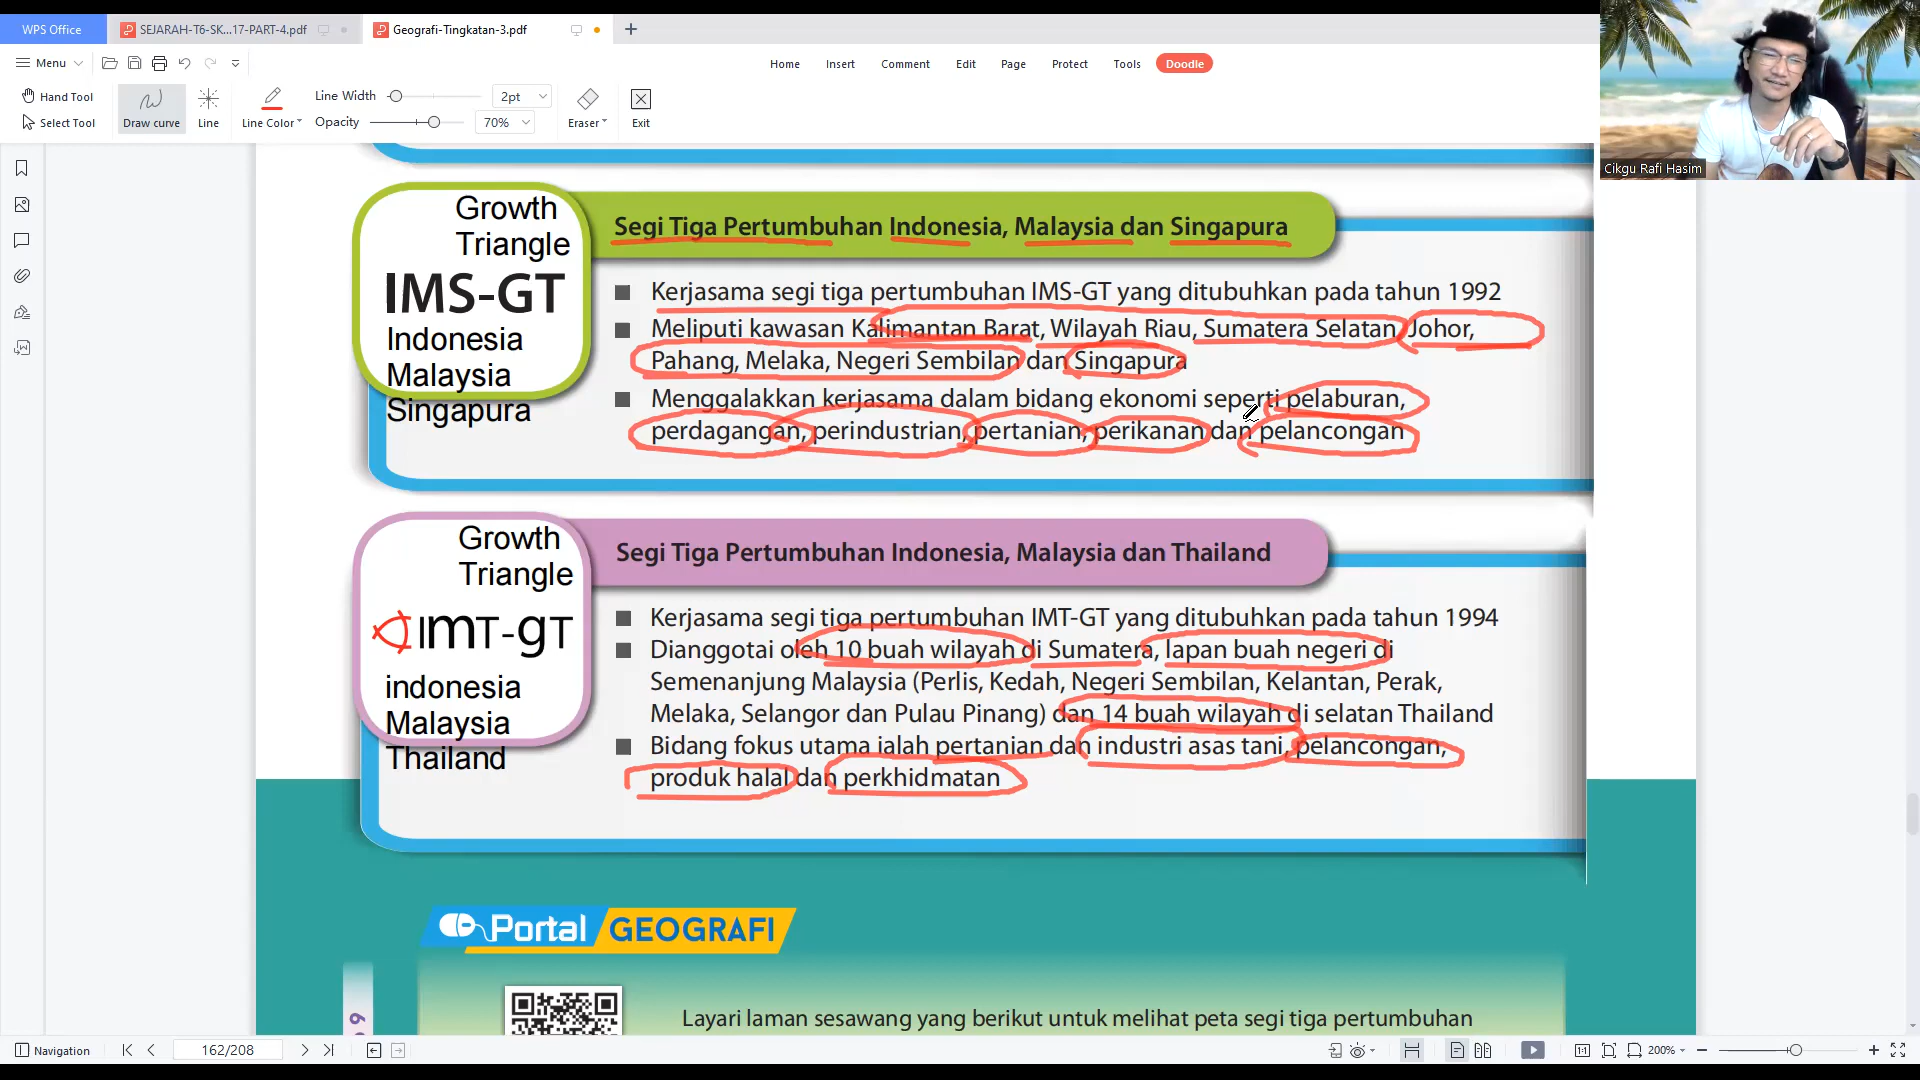 WPS Office
SEJARAH-T6-SK...17-PART-4.pdf
Geografi-Tingkatan-3.pdf
Menu
Home
Insert
Comment
Edit
Page
Protect
Tools
Doodle
Hand Tool
Select Tool
Draw curve
Line
Line Color
Line Width
2pt
Opacity
70%
Eraser
Exit
Cikgu Rafi Hasim
Growth
Triangle
IMS-GT
Indonesia
Malaysia
Singapura
Segi Tiga Pertumbuhan Indonesia, Malaysia dan Singapura
Kerjasama segi tiga pertumbuhan IMS-GT yang ditubuhkan pada tahun 1992
Meliputi kawasan Kalimantan Barat, Wilayah Riau, Sumatera Selatan, Johor,
Pahang, Melaka, Negeri Sembilan dan Singapura
Menggalakkan kerjasama dalam bidang ekonomi seperti pelaburan,
perdagangan, perindustrian, pertanian, perikanan dan pelancongan
Growth
Triangle
IMT-gT
indonesia
Malaysia
Thailand
Segi Tiga Pertumbuhan Indonesia, Malaysia dan Thailand
Kerjasama segi tiga pertumbuhan IMT-GT yang ditubuhkan pada tahun 1994
Dianggotai oleh 10 buah wilayah di Sumatera, lapan buah negeri di
Semenanjung Malaysia (Perlis, Kedah, Negeri Sembilan, Kelantan, Perak,
Melaka, Selangor dan Pulau Pinang) dan 14 buah wilayah di selatan Thailand
Bidang fokus utama ialah pertanian dan industri asas tani, pelancongan,
produk halal dan perkhidmatan
Portal GEOGRAFI
Layari laman sesawang yang berikut untuk melihat peta segi tiga pertumbuhan
Navigation
162/208
200%